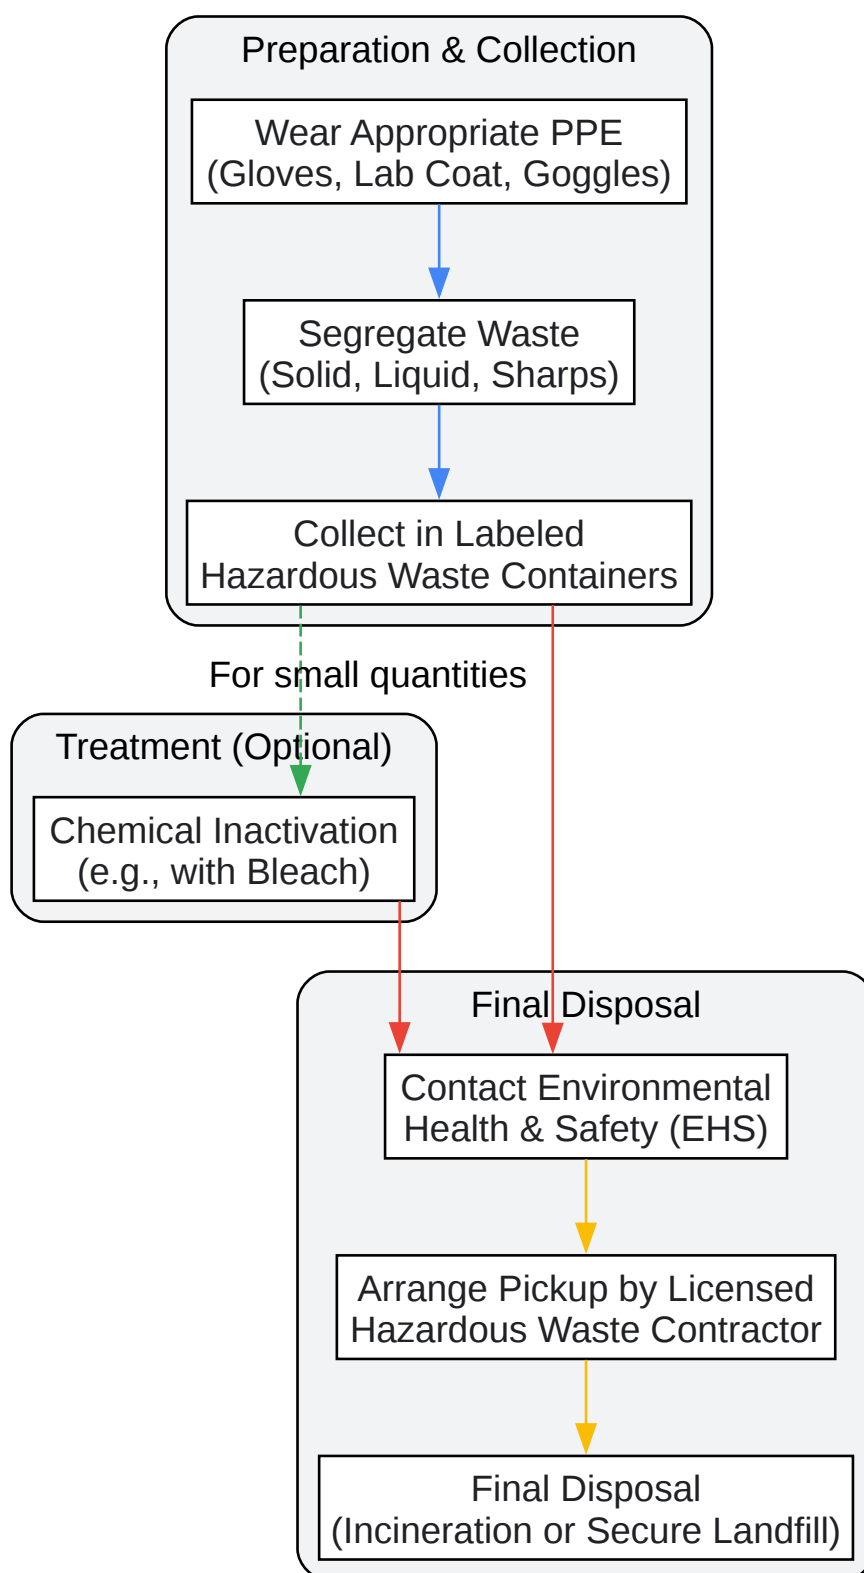 Preparation & Collection
Wear Appropriate PPE
(Gloves, Lab Coat, Goggles)
Segregate Waste
(Solid, Liquid, Sharps)
Collect in Labeled
Hazardous Waste Containers
For small quantities
Treatment (Optional)
Chemical Inactivation
(e.g., with Bleach)
Final Disposal
Contact Environmental
Health & Safety (EHS)
Arrange Pickup by Licensed
Hazardous Waste Contractor
Final Disposal
(Incineration or Secure Landfill)